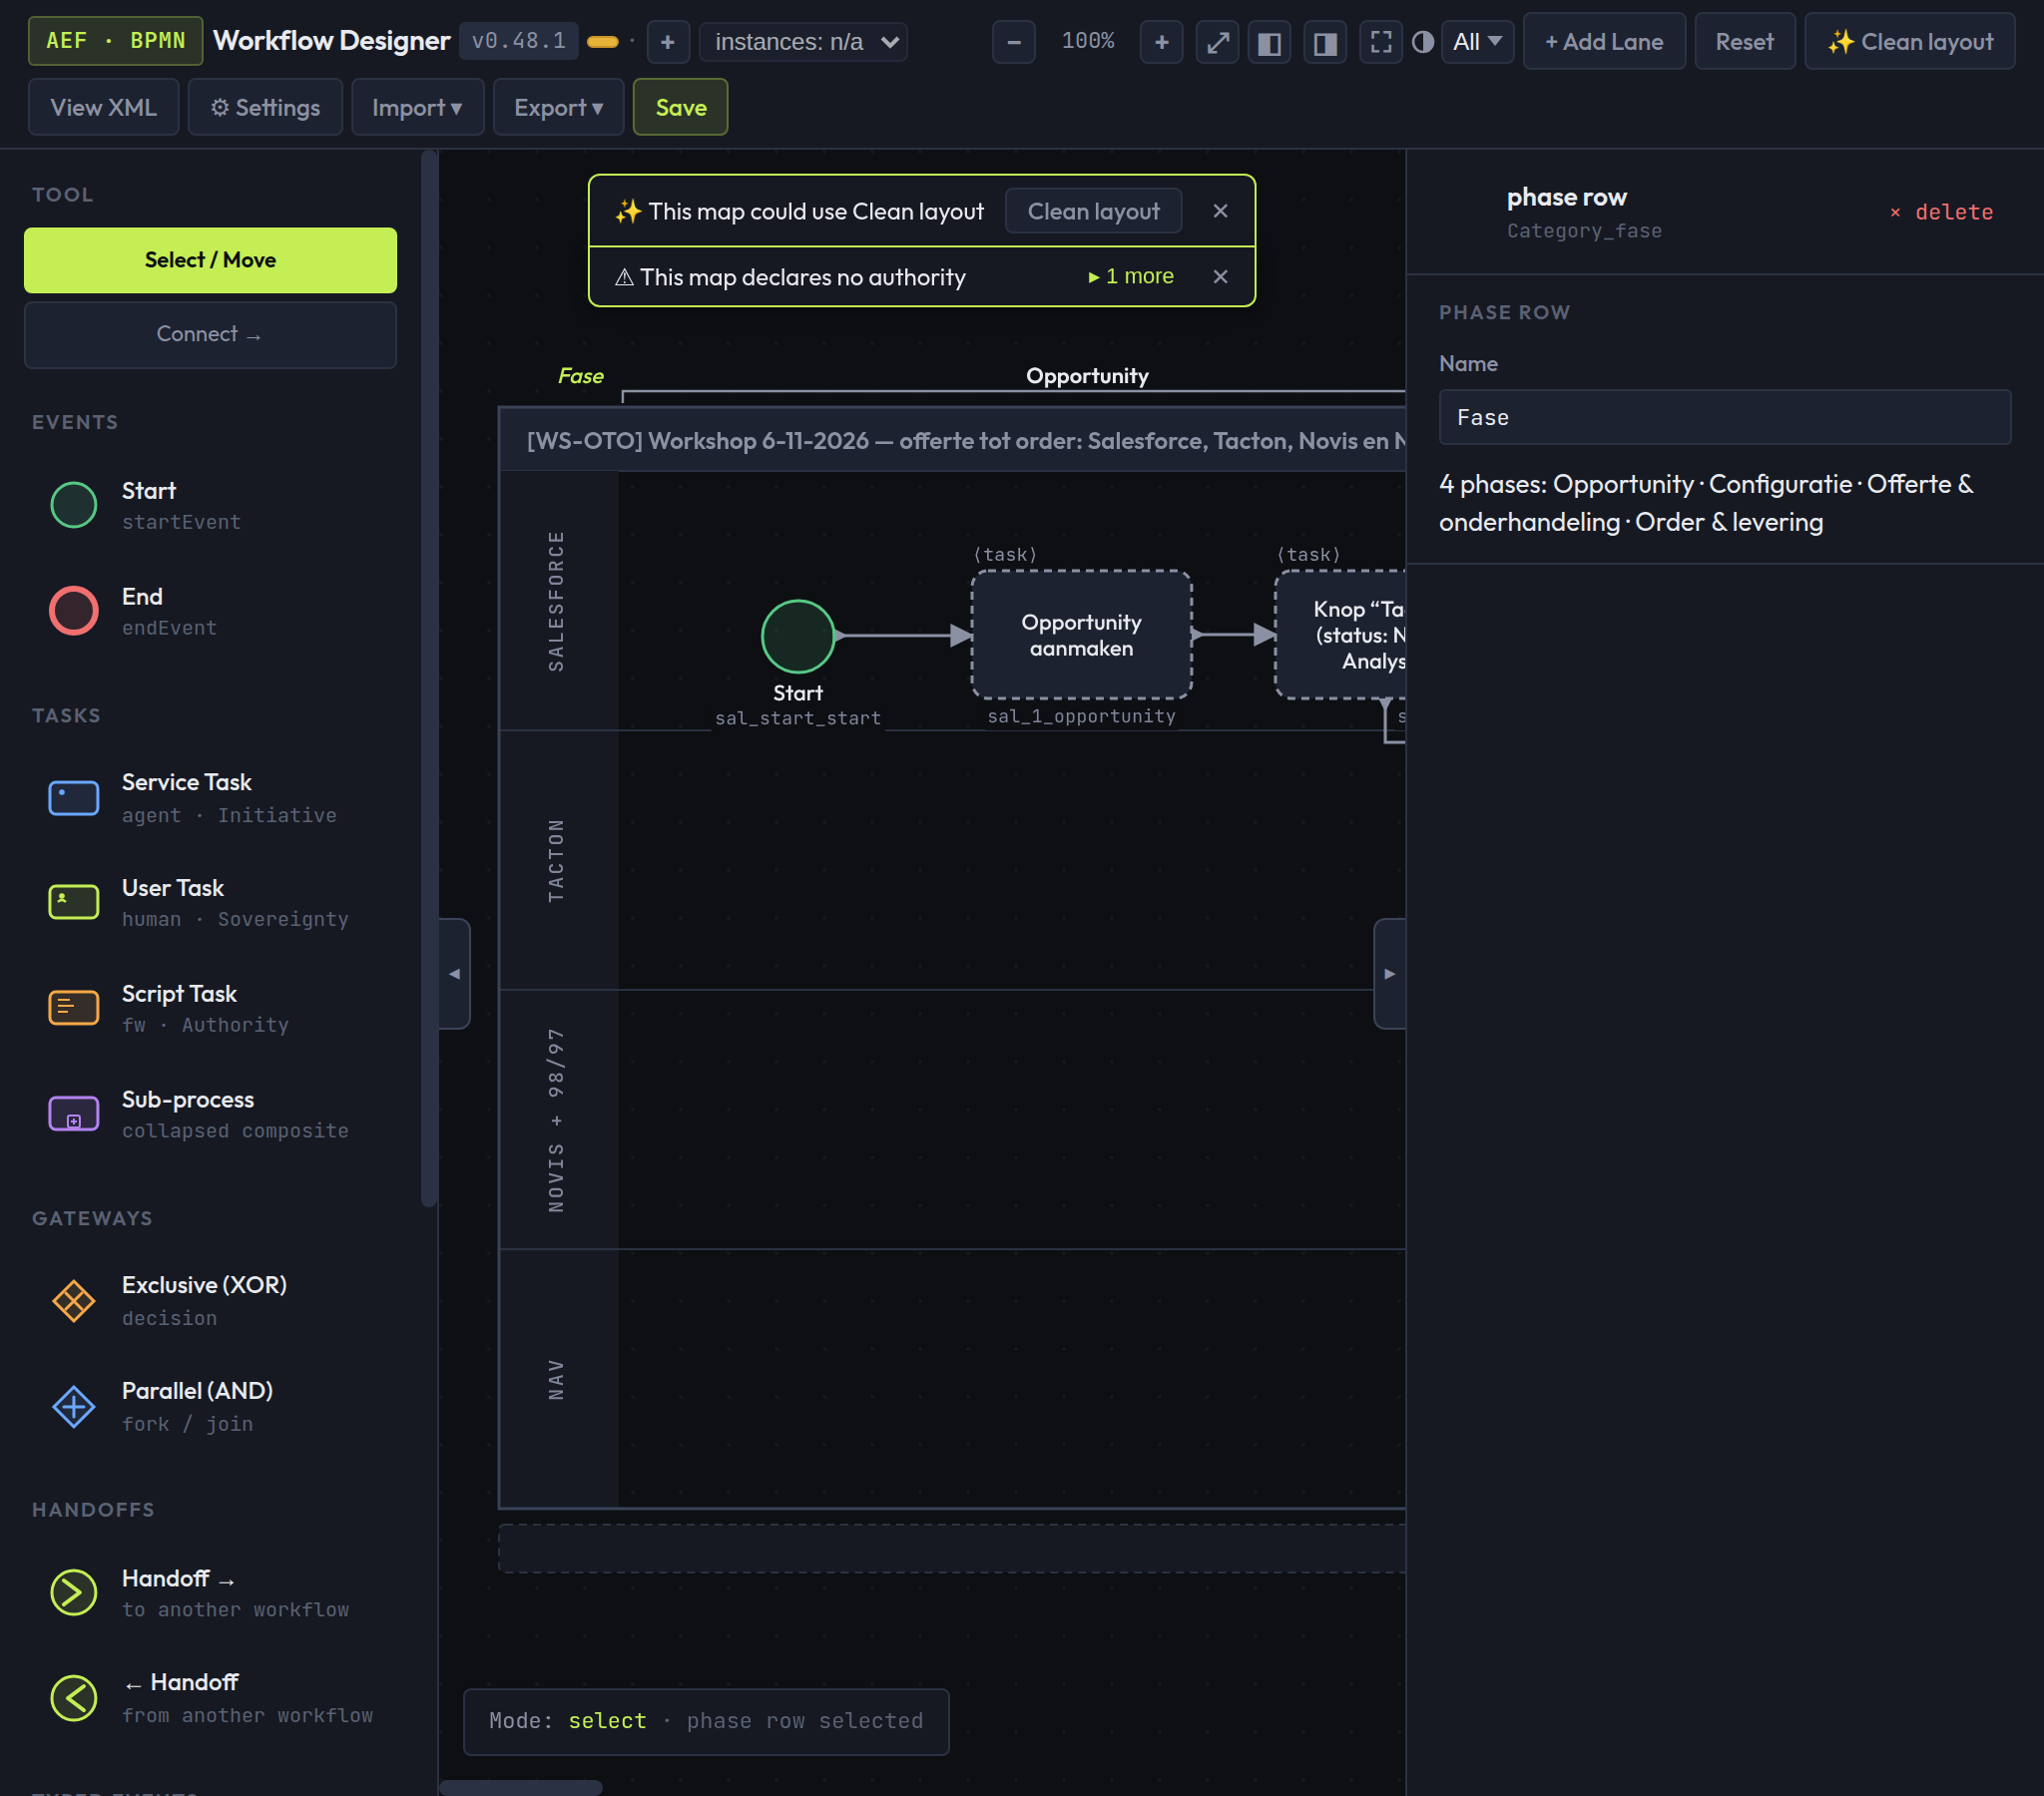 AEF · BPMN Workflow Designer v0.48.1 · + instances: n/a − 100% + All + Add Lane Reset ✨ Clean layout
View XML ⚙ Settings Import ▾ Export ▾ Save
TOOL
Select / Move
Connect →
EVENTS
Start
startEvent
End
endEvent
TASKS
Service Task
agent · Initiative
User Task
human · Sovereignty
Script Task
fw · Authority
Sub-process
collapsed composite
GATEWAYS
Exclusive (XOR)
decision
Parallel (AND)
fork / join
HANDOFFS
Handoff →
to another workflow
← Handoff
from another workflow
✨ This map could use Clean layout Clean layout ✕
⚠ This map declares no authority ▸ 1 more ✕
Fase Opportunity
[WS-OTO] Workshop 6-11-2026 — offerte tot order: Salesforce, Tacton, Novis en
SALESFORCE
⟨task⟩
⟨task⟩
Opportunity
aanmaken
Knop “Ta
(status: N
Analys
Start
sal_start_start
sal_1_opportunity
TACTON
NOVIS + 98/97
NAV
Mode: select · phase row selected
phase row
Category_fase
× delete
PHASE ROW
Name
Fase
4 phases: Opportunity · Configuratie · Offerte &
onderhandeling · Order & levering